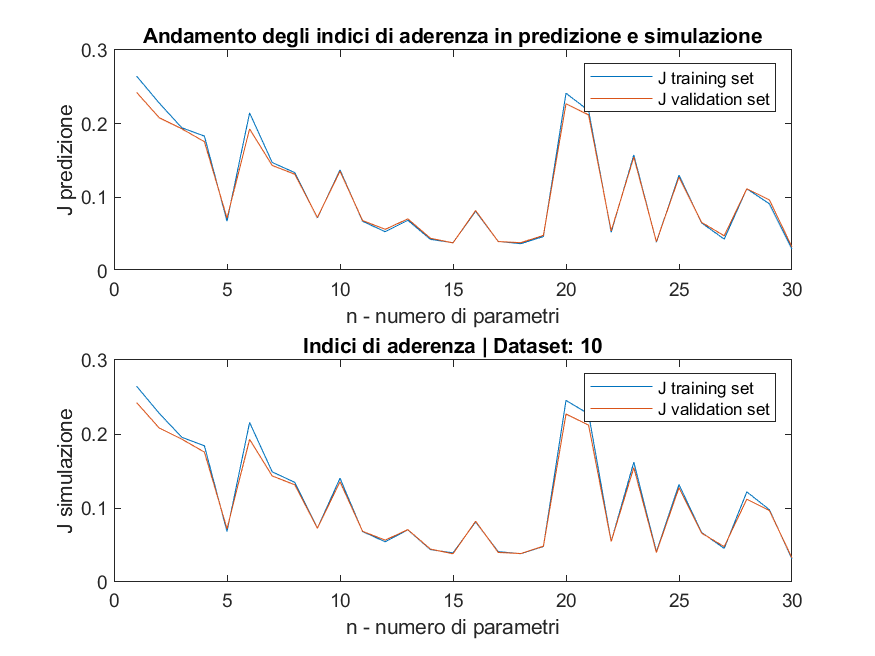 Andamento degli indici di aderenza in predizione e simulazione
0.3
0.2
0.1
0
J predizione
J training set
J validation set
0 5 10 15 20 25 30
n - numero di parametri
Indici di aderenza | Dataset: 10
0.3
0.2
0.1
0
J simulazione
J training set
J validation set
0 5 10 15 20 25 30
n - numero di parametri